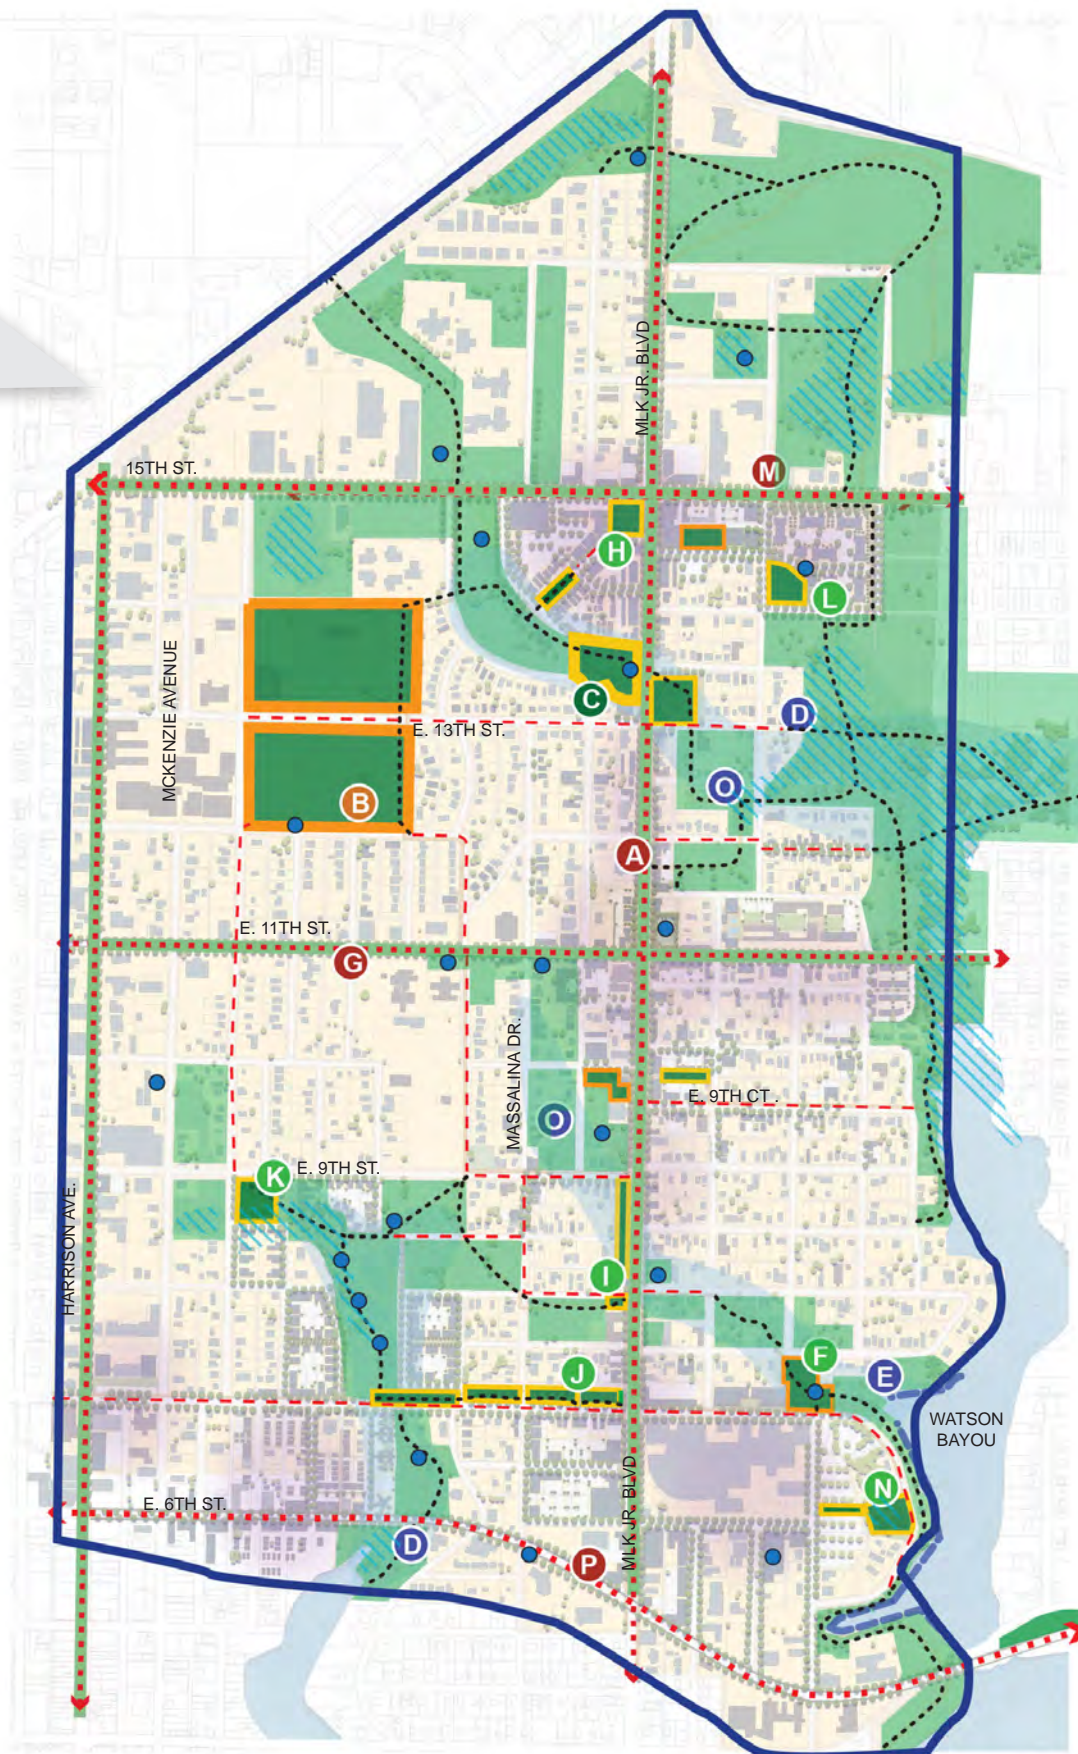 MLK JR. BLVD
15TH ST.
M
H
L
MCKENZIE AVENUE
C
D
E. 13TH ST.
O
B
A
E. 11TH ST.
G
MASSALINA DR.
E. 9TH CT .
O
E. 9TH ST.
K
HARRISON AVE.
I
F
J
E
WATSON
BAYOU
N
E. 6TH ST.
MLK JR. BLVD
D
P